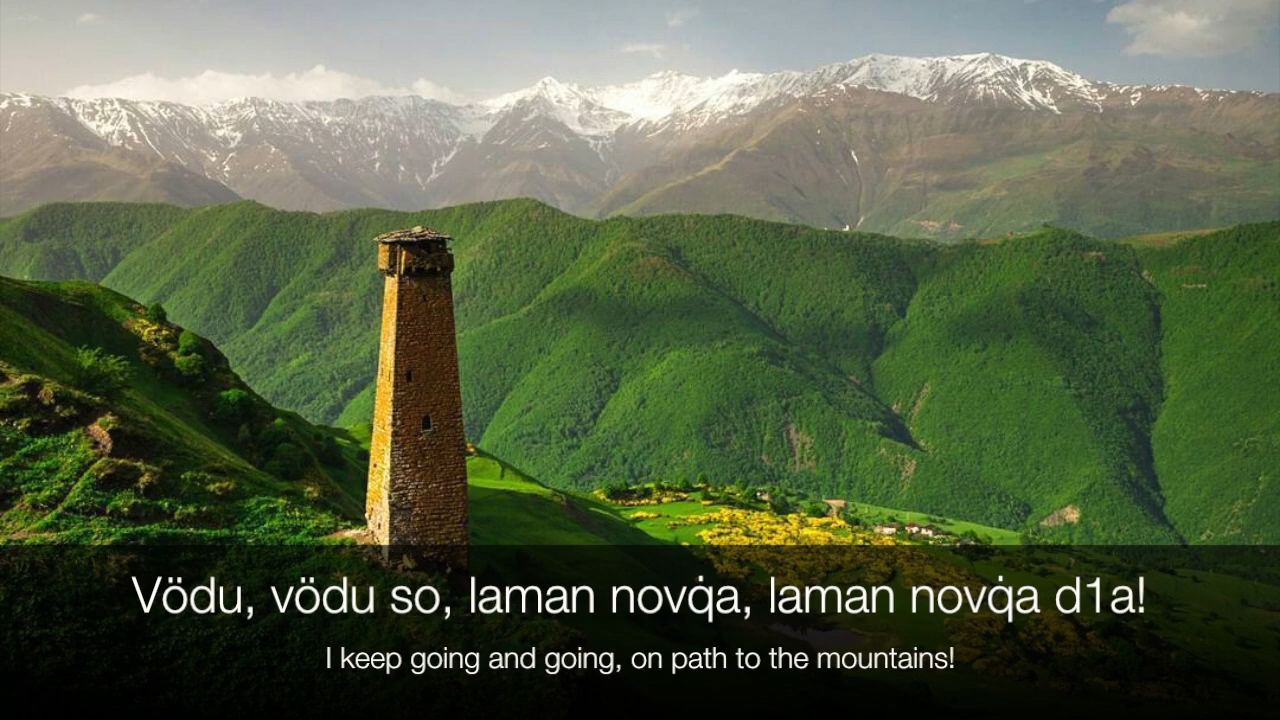 Vödu, vödu so, laman novq̇a, laman novq̇a d1a!
I keep going and going, on path to the mountains!